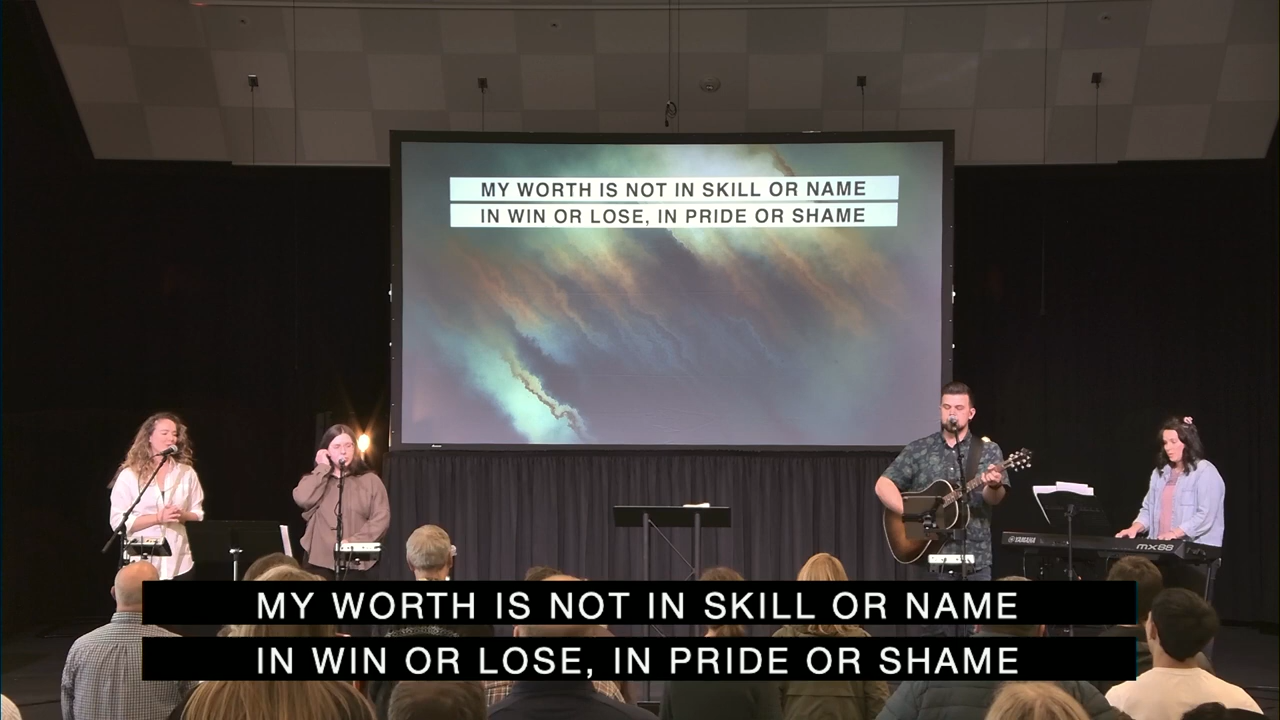 MY WORTH IS NOT IN SKILL OR NAME
IN WIN OR LOSE, IN PRIDE OR SHAME
YAMAHA
MX88
MY WORTH IS NOT IN SKILL OR NAME
IN WIN OR LOSE, IN PRIDE OR SHAME